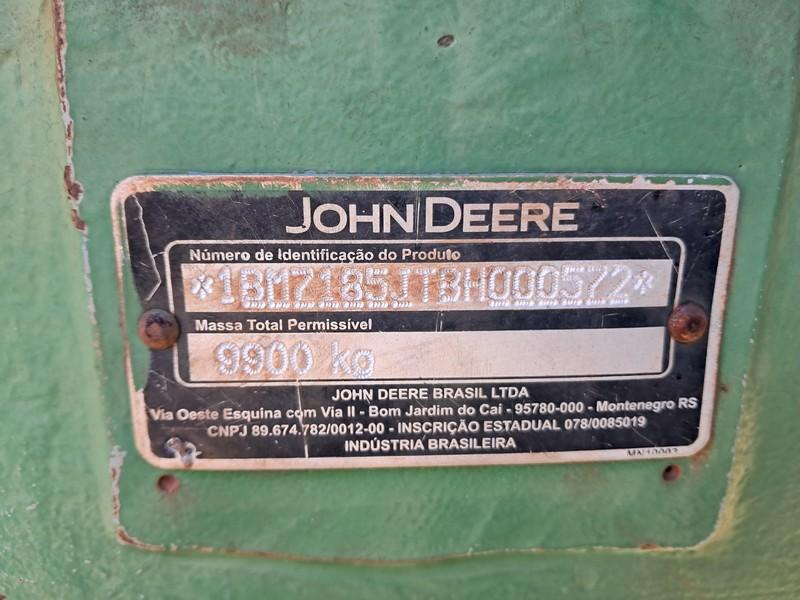 JOHN DEERE
Número de Identificação do Produto
*1BM7185JTBH000572*
Massa Total Permissível
9900 kg
JOHN DEERE BRASIL LTDA
Via Oeste Esquina com Via II - Bom Jardim do Caí - 95780-000 - Montenegro RS
CNPJ 89.674.782/0012-00 - INSCRIÇÃO ESTADUAL 078/0085019
INDÚSTRIA BRASILEIRA